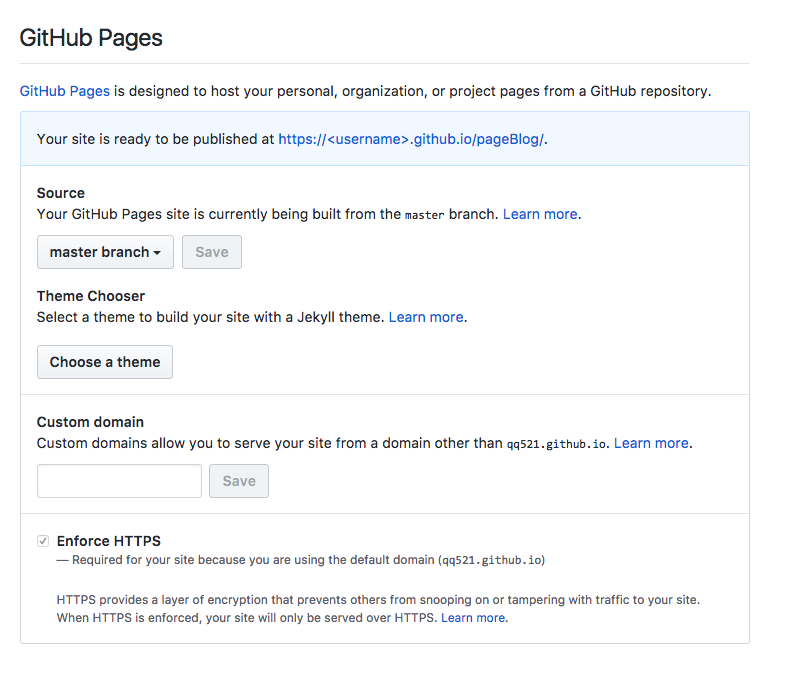 GitHub Pages
GitHub Pages is designed to host your personal, organization, or project pages from a GitHub repository.
Your site is ready to be published at https://<username>.github.io/pageBlog/.
Source
Your GitHub Pages site is currently being built from the master branch. Learn more.
master branch Save
Theme Chooser
Select a theme to build your site with a Jekyll theme. Learn more.
Choose a theme
Custom domain
Custom domains allow you to serve your site from a domain other than qq521.github.io. Learn more.
Save
Enforce HTTPS
— Required for your site because you are using the default domain (qq521.github.io)
HTTPS provides a layer of encryption that prevents others from snooping on or tampering with traffic to your site.
When HTTPS is enforced, your site will only be served over HTTPS. Learn more.